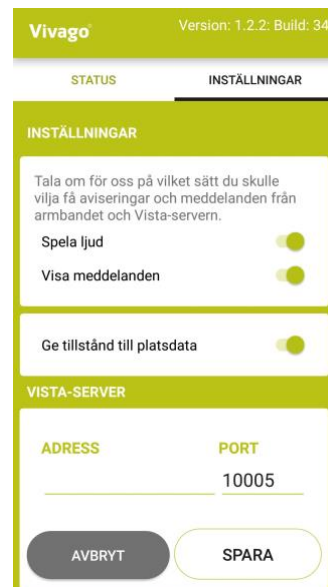 Vivago Version: 1.2.2: Build: 34
STATUS INSTÄLLNINGAR
INSTÄLLNINGAR
Tala om för oss på vilket sätt du skulle
vilja få aviseringar och meddelanden från
armbandet och Vista-servern.
Spela ljud
Visa meddelanden
Ge tillstånd till platsdata
VISTA-SERVER
ADRESS PORT
10005
AVBRYT SPARA